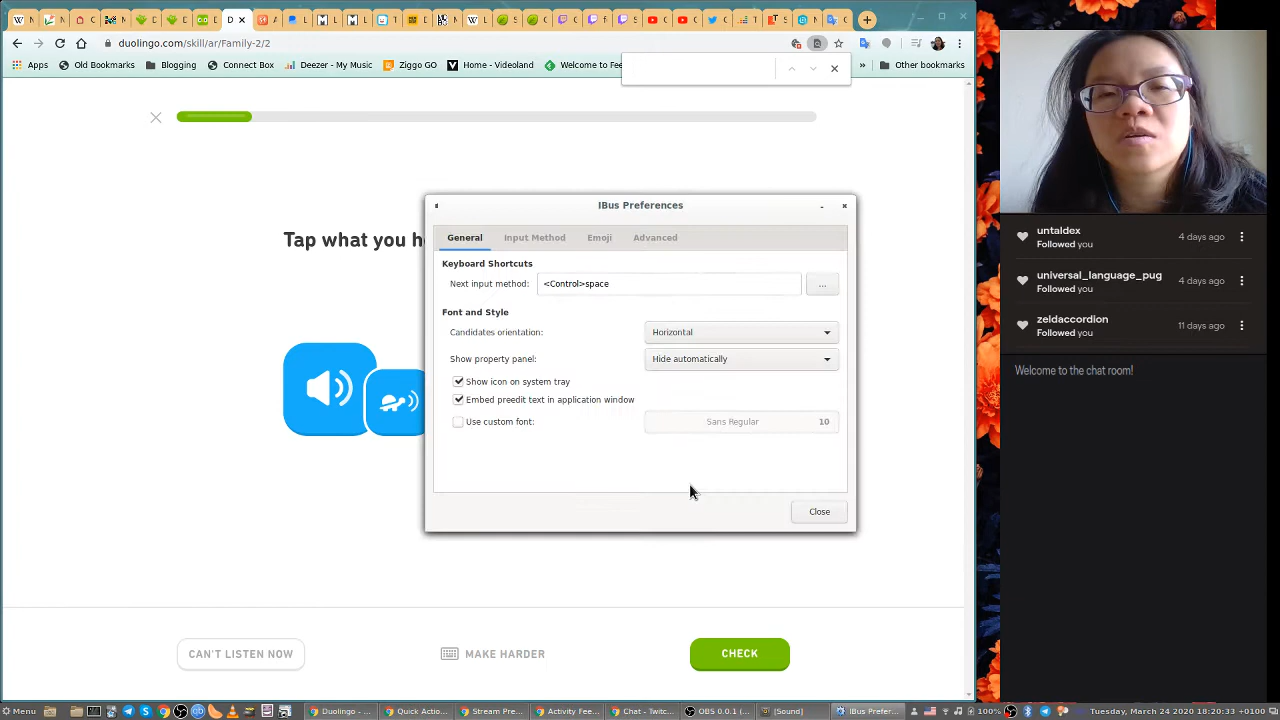 duolingo.com/skill/ar/Family-2/2
Apps
Old Bookmarks
Blogging
Connect Box
Deezer - My Music
Ziggo GO
Home - Videoland
Welcome to Fee
»
Other bookmarks
Tap what you h
IBus Preferences
General
Input Method
Emoji
Advanced
Keyboard Shortcuts
Next input method:
<Control>space
...
Font and Style
Candidates orientation:
Horizontal
Show property panel:
Hide automatically
Show icon on system tray
Embed preedit text in application window
Use custom font:
Sans Regular
10
Close
CAN'T LISTEN NOW
MAKE HARDER
CHECK
untaldex
Followed you
4 days ago
universal_language_pug
Followed you
4 days ago
zeldaccordion
Followed you
11 days ago
Welcome to the chat room!
Menu
Duolingo - ...
Quick Actio...
Stream Pre...
Activity Fee...
Chat - Twitc...
OBS 0.0.1 (...
[Sound]
IBus Prefer...
100%
Tuesday, March 24 2020, 8:20:33 PM +01:00